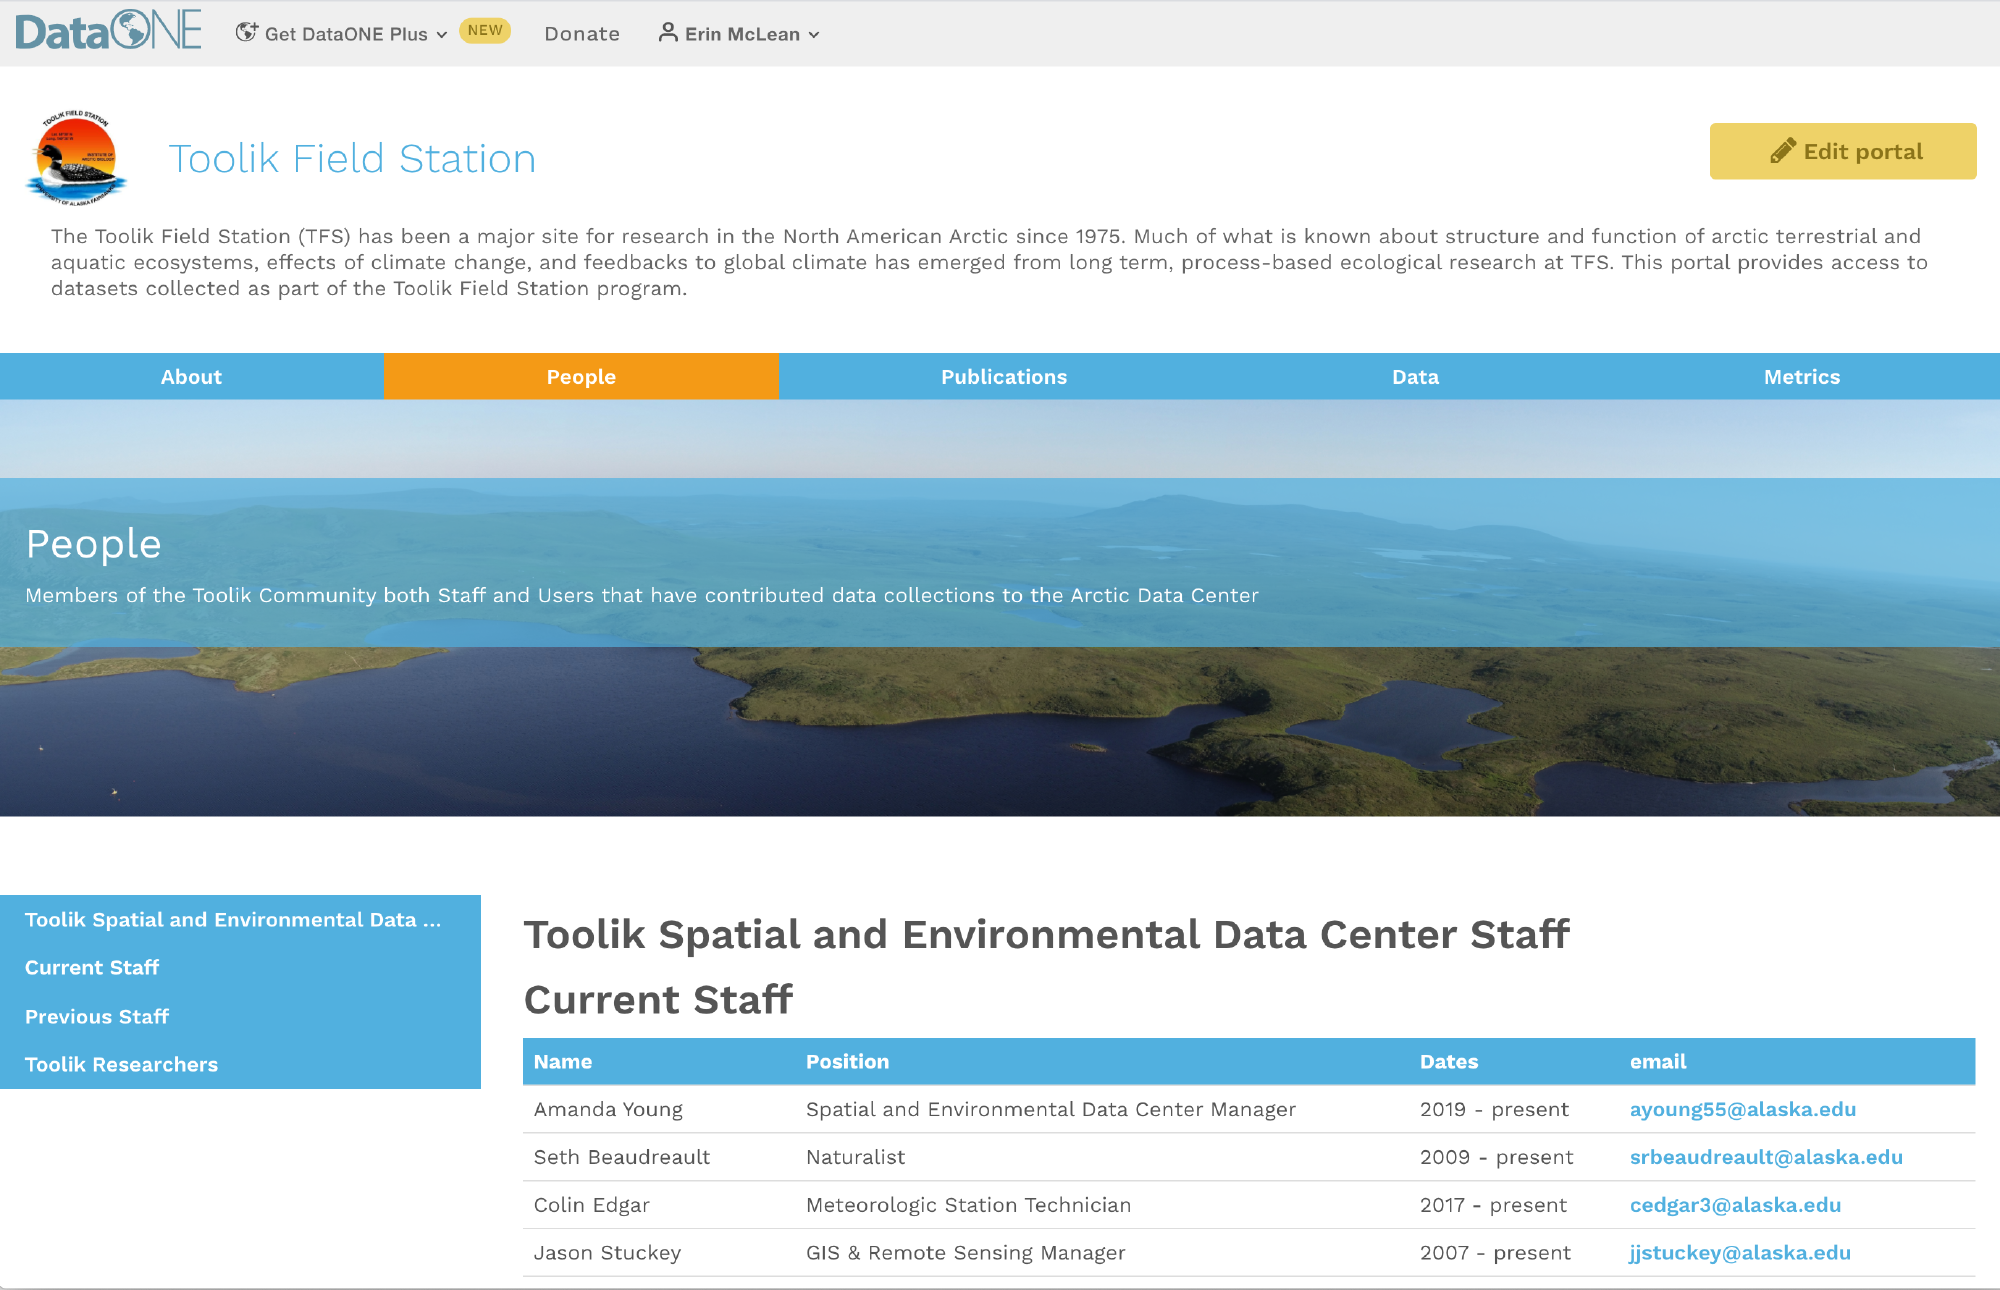 DataONE Get DataONE Plus NEW Donate Erin McLean
TOOLIK FIELD STATION
INSTITUTE OF
ARCTIC BIOLOGY
UNIVERSITY OF ALASKA FAIRBANKS
Toolik Field Station
Edit portal
The Toolik Field Station (TFS) has been a major site for research in the North American Arctic since 1975. Much of what is known about structure and function of arctic terrestrial and
aquatic ecosystems, effects of climate change, and feedbacks to global climate has emerged from long term, process-based ecological research at TFS. This portal provides access to
datasets collected as part of the Toolik Field Station program.
About People Publications Data Metrics
People
Members of the Toolik Community both Staff and Users that have contributed data collections to the Arctic Data Center
Toolik Spatial and Environmental Data ...
Current Staff
Previous Staff
Toolik Researchers
Toolik Spatial and Environmental Data Center Staff
Current Staff
Name Position Dates email
Amanda Young Spatial and Environmental Data Center Manager 2019 - present ayoung55@alaska.edu
Seth Beaudreault Naturalist 2009 - present srbeaudreault@alaska.edu
Colin Edgar Meteorologic Station Technician 2017 - present cedgar3@alaska.edu
Jason Stuckey GIS & Remote Sensing Manager 2007 - present jjstuckey@alaska.edu